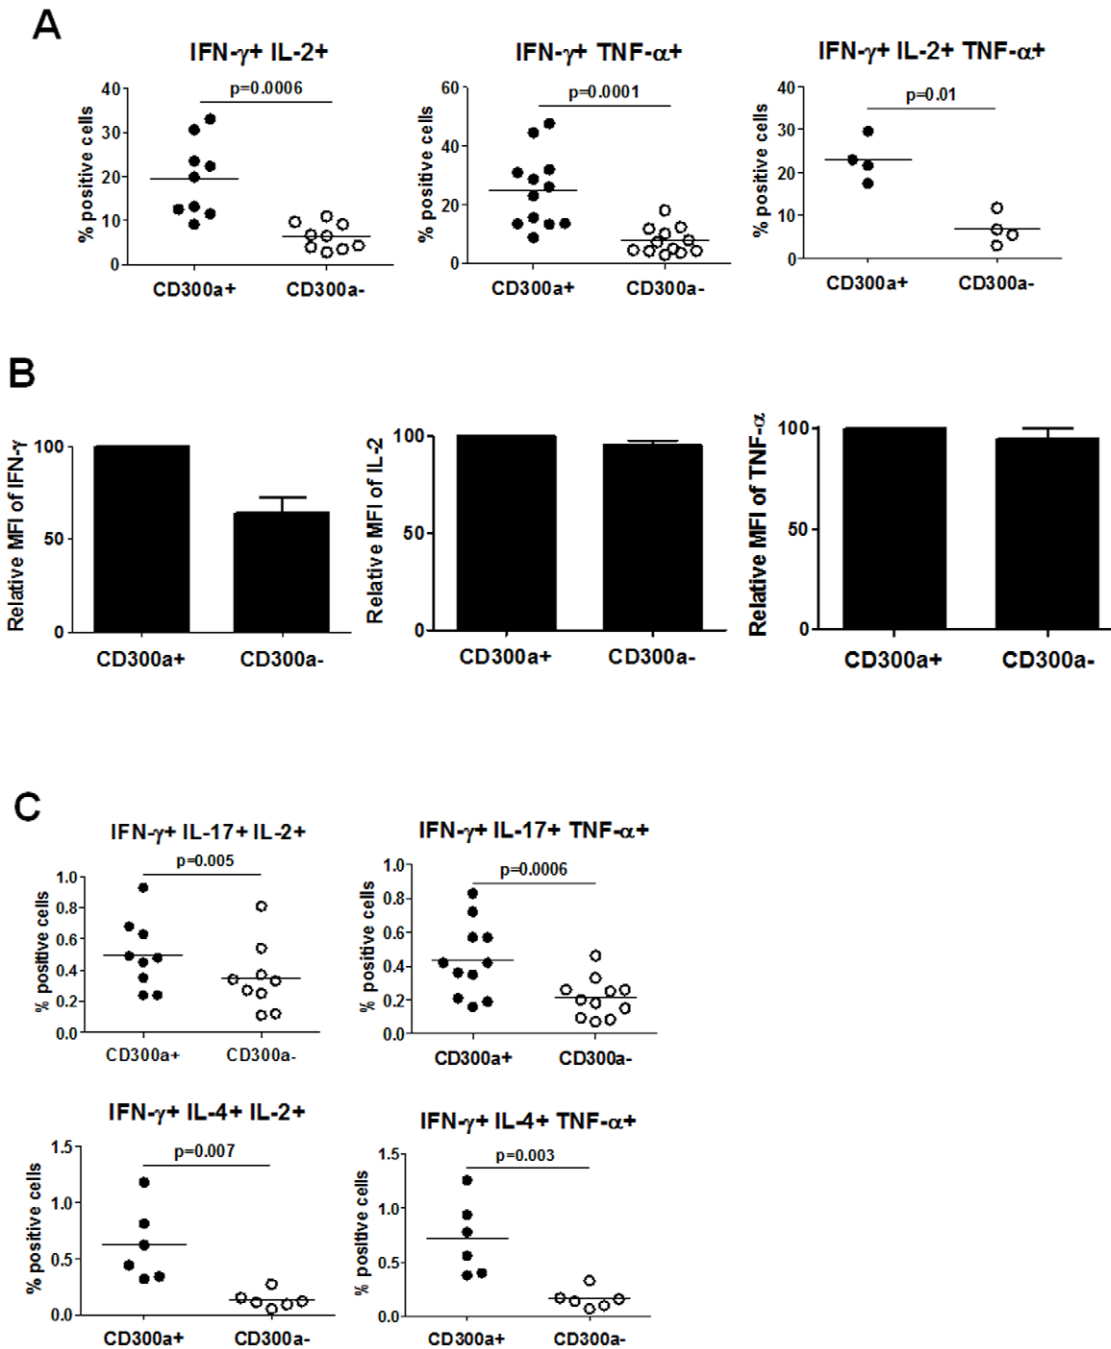 A
IFN-γ+ IL-2+
p=0.0006
% positive cells
40
30
20
10
0
CD300a+ CD300a-
IFN-γ+ TNF-α+
p=0.0001
% positive cells
60
40
20
0
CD300a+ CD300a-
IFN-γ+ IL-2+ TNF-α+
p=0.01
% positive cells
40
30
20
10
0
CD300a+ CD300a-
B
Relative MFI of IFN-γ
100
50
0
CD300a+ CD300a-
Relative MFI of IL-2
100
50
0
CD300a+ CD300a-
Relative MFI of TNF-α
100
50
0
CD300a+ CD300a-
C
IFN-γ+ IL-17+ IL-2+
p=0.005
% positive cells
1.0
0.8
0.6
0.4
0.2
0.0
CD300a+ CD300a-
IFN-γ+ IL-17+ TNF-α+
p=0.0006
% positive cells
1.0
0.8
0.6
0.4
0.2
0.0
CD300a+ CD300a-
IFN-γ+ IL-4+ IL-2+
p=0.007
% positive cells
1.5
1.0
0.5
0.0
CD300a+ CD300a-
IFN-γ+ IL-4+ TNF-α+
p=0.003
% positive cells
1.5
1.0
0.5
0.0
CD300a+ CD300a-